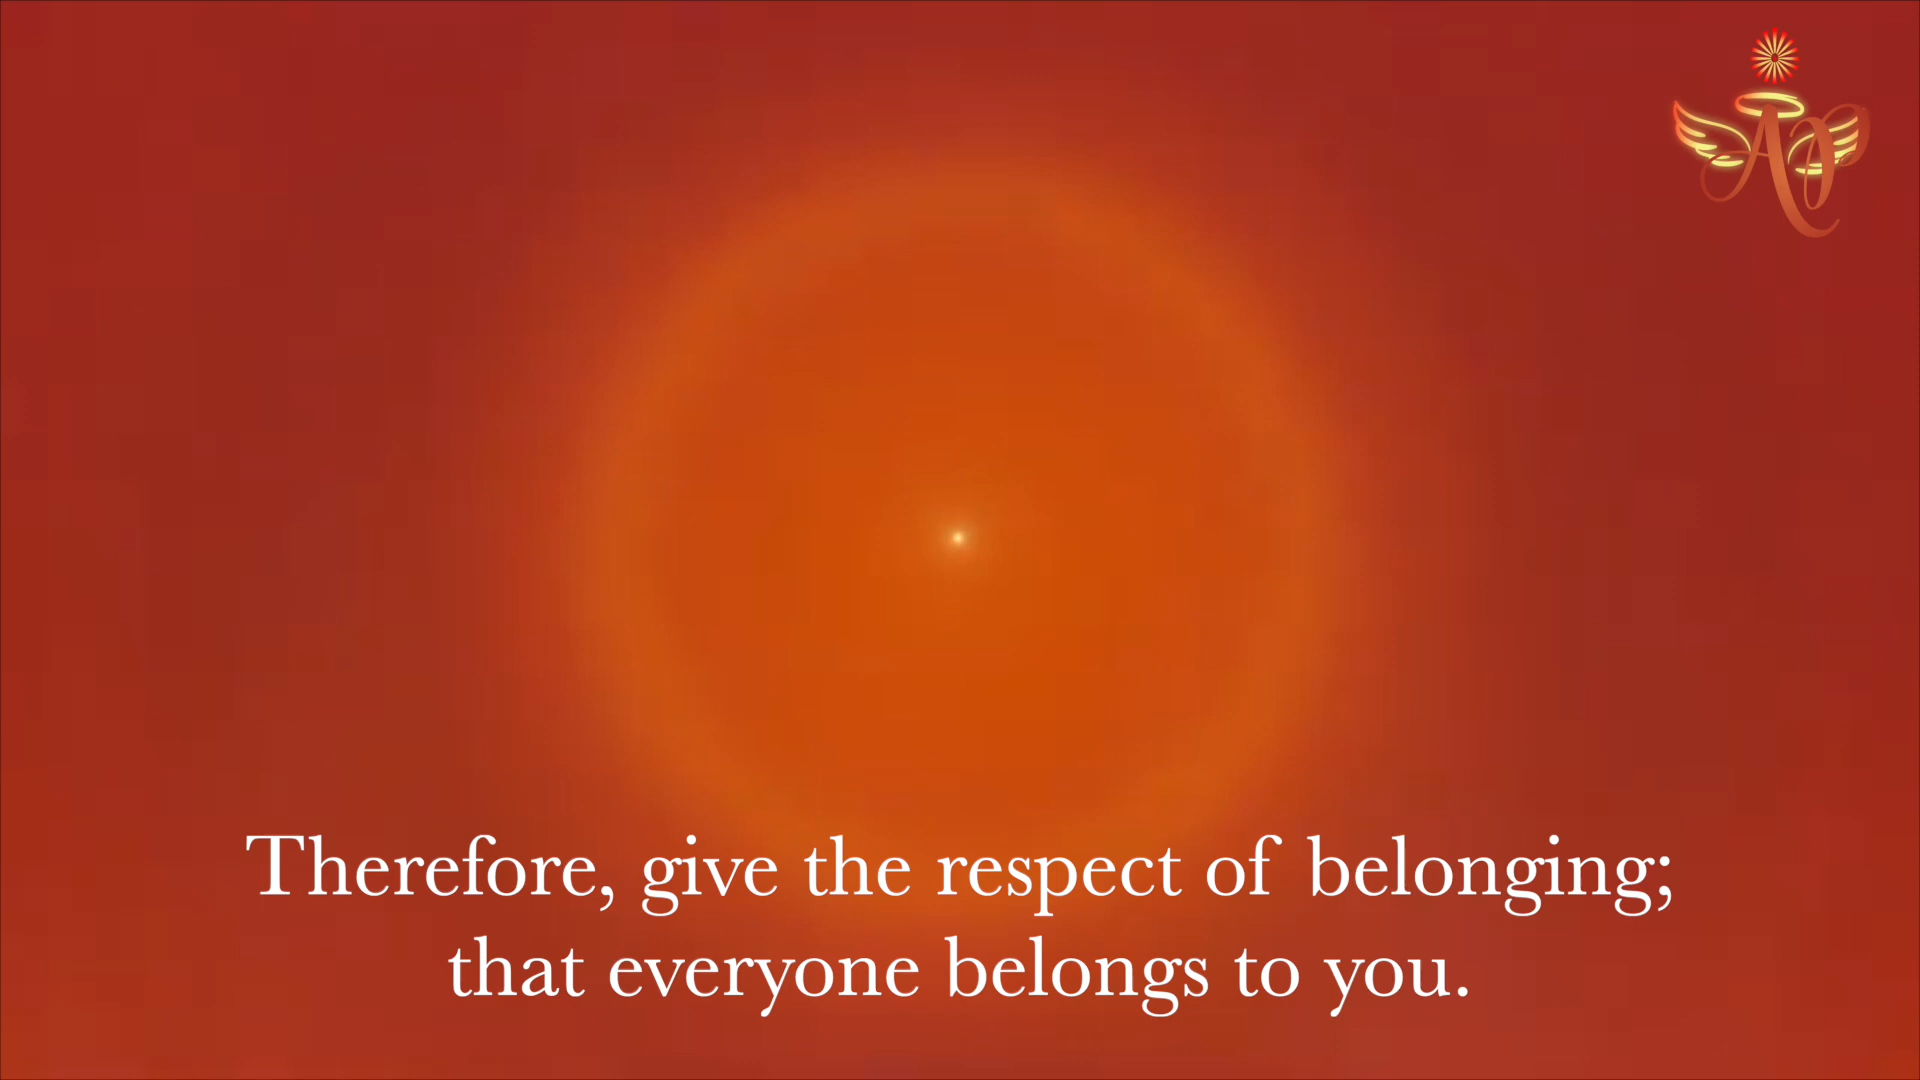 Therefore, give the respect of belonging;
that everyone belongs to you.